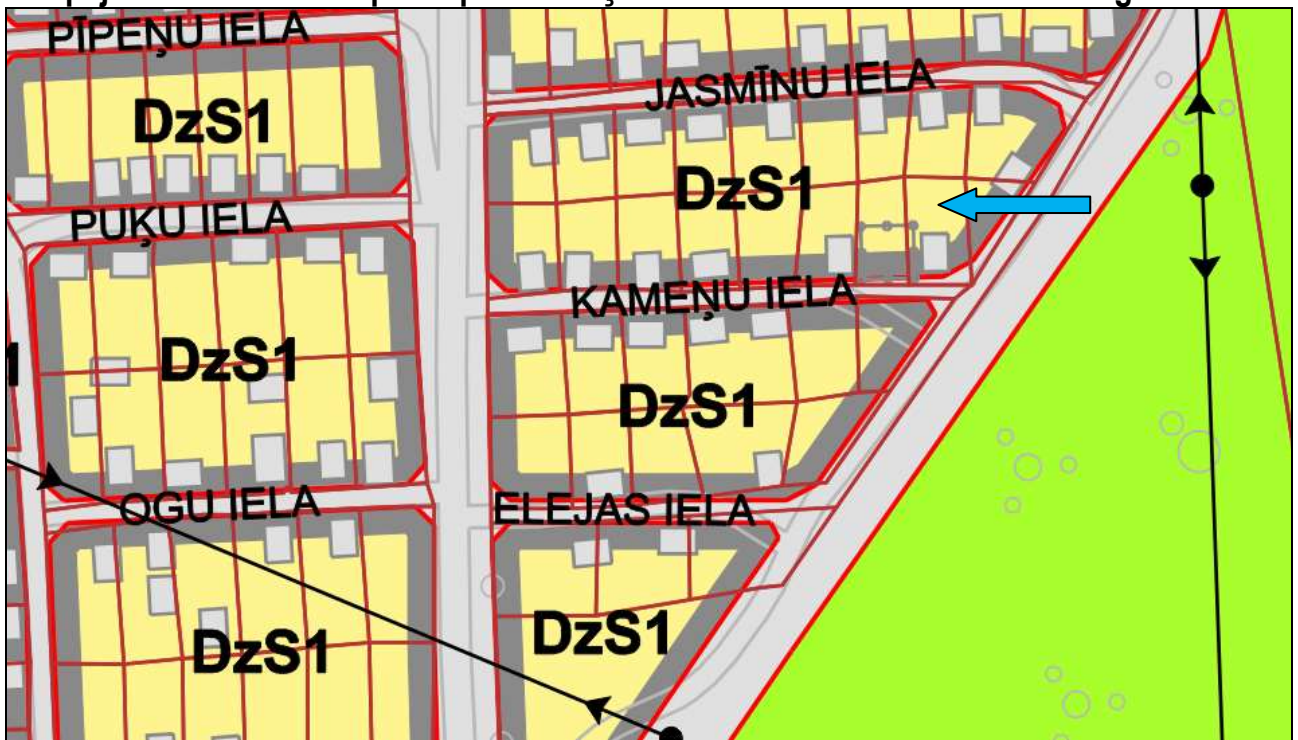 PĪPEŅU IELA
JASMĪNU IELA
DzS1
DzS1
PUĶU IELA
KAMEŅU IELA
DzS1
DzS1
OGU IELA
ELEJAS IELA
DzS1
DzS1